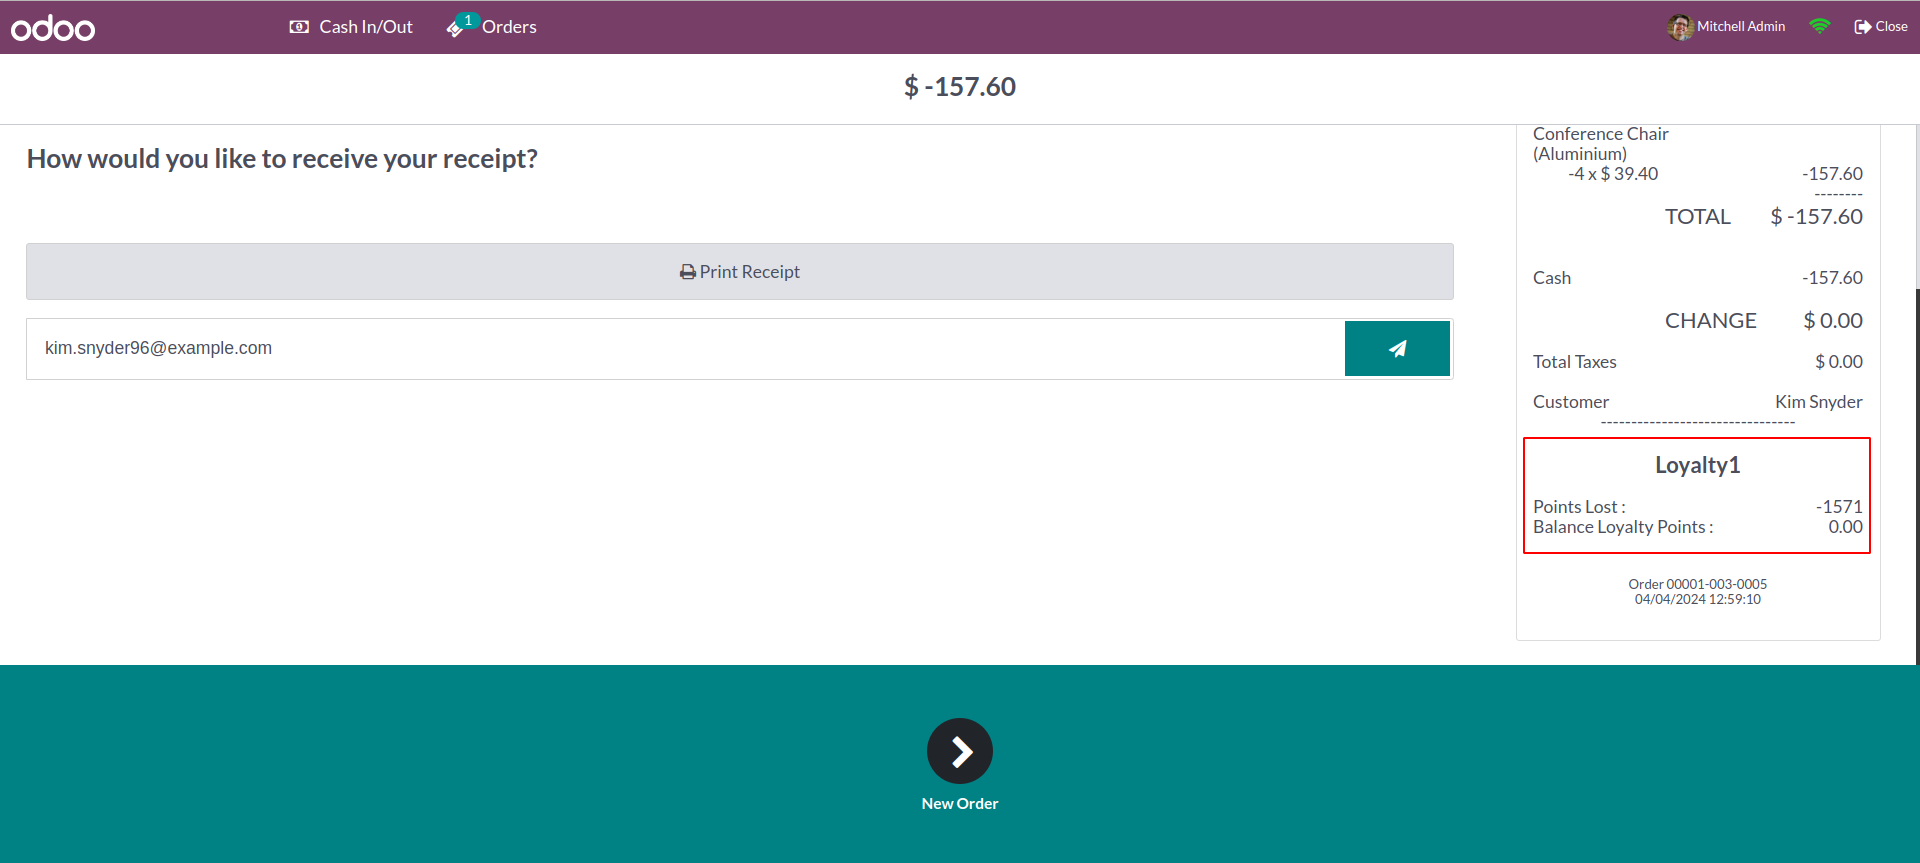 odoo
Cash In/Out
1
Orders
Mitchell Admin
Close
$ -157.60
How would you like to receive your receipt?
Print Receipt
kim.snyder96@example.com
Conference Chair
(Aluminium)
-4 x $ 39.40 -157.60
--------
TOTAL $ -157.60
Cash -157.60
CHANGE $ 0.00
Total Taxes $ 0.00
Customer Kim Snyder
--------------------------------
Loyalty1
Points Lost : -1571
Balance Loyalty Points : 0.00
Order 00001-003-0005
04/04/2024 12:59:10
New Order